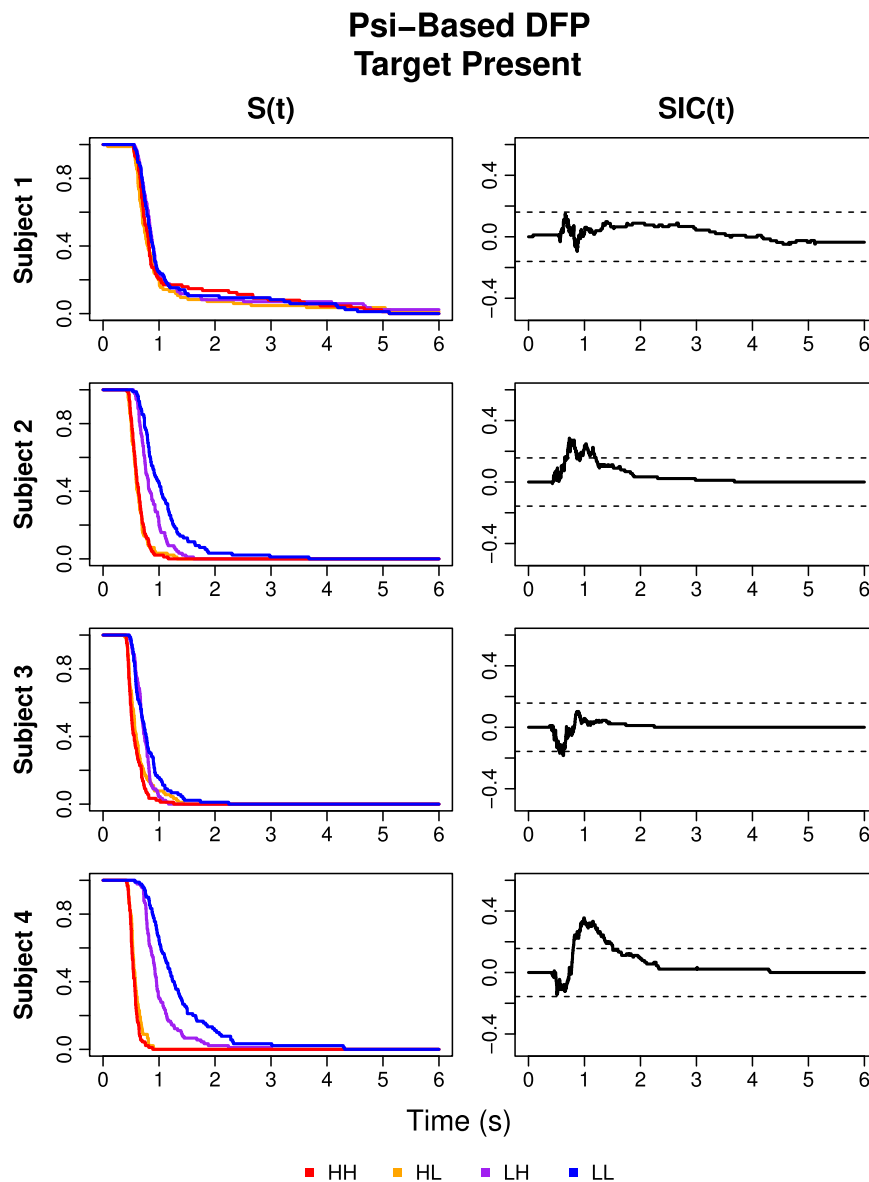 Psi−Based DFP
Target Present
S(t) SIC(t)
Subject 1
0.0 0.4 0.8
−0.4 0.0 0.4
0 1 2 3 4 5 6
0 1 2 3 4 5 6
Subject 2
0.0 0.4 0.8
−0.4 0.0 0.4
0 1 2 3 4 5 6
0 1 2 3 4 5 6
Subject 3
0.0 0.4 0.8
−0.4 0.0 0.4
0 1 2 3 4 5 6
0 1 2 3 4 5 6
Subject 4
0.0 0.4 0.8
−0.4 0.0 0.4
0 1 2 3 4 5 6
0 1 2 3 4 5 6
Time (s)
HH HL LH LL